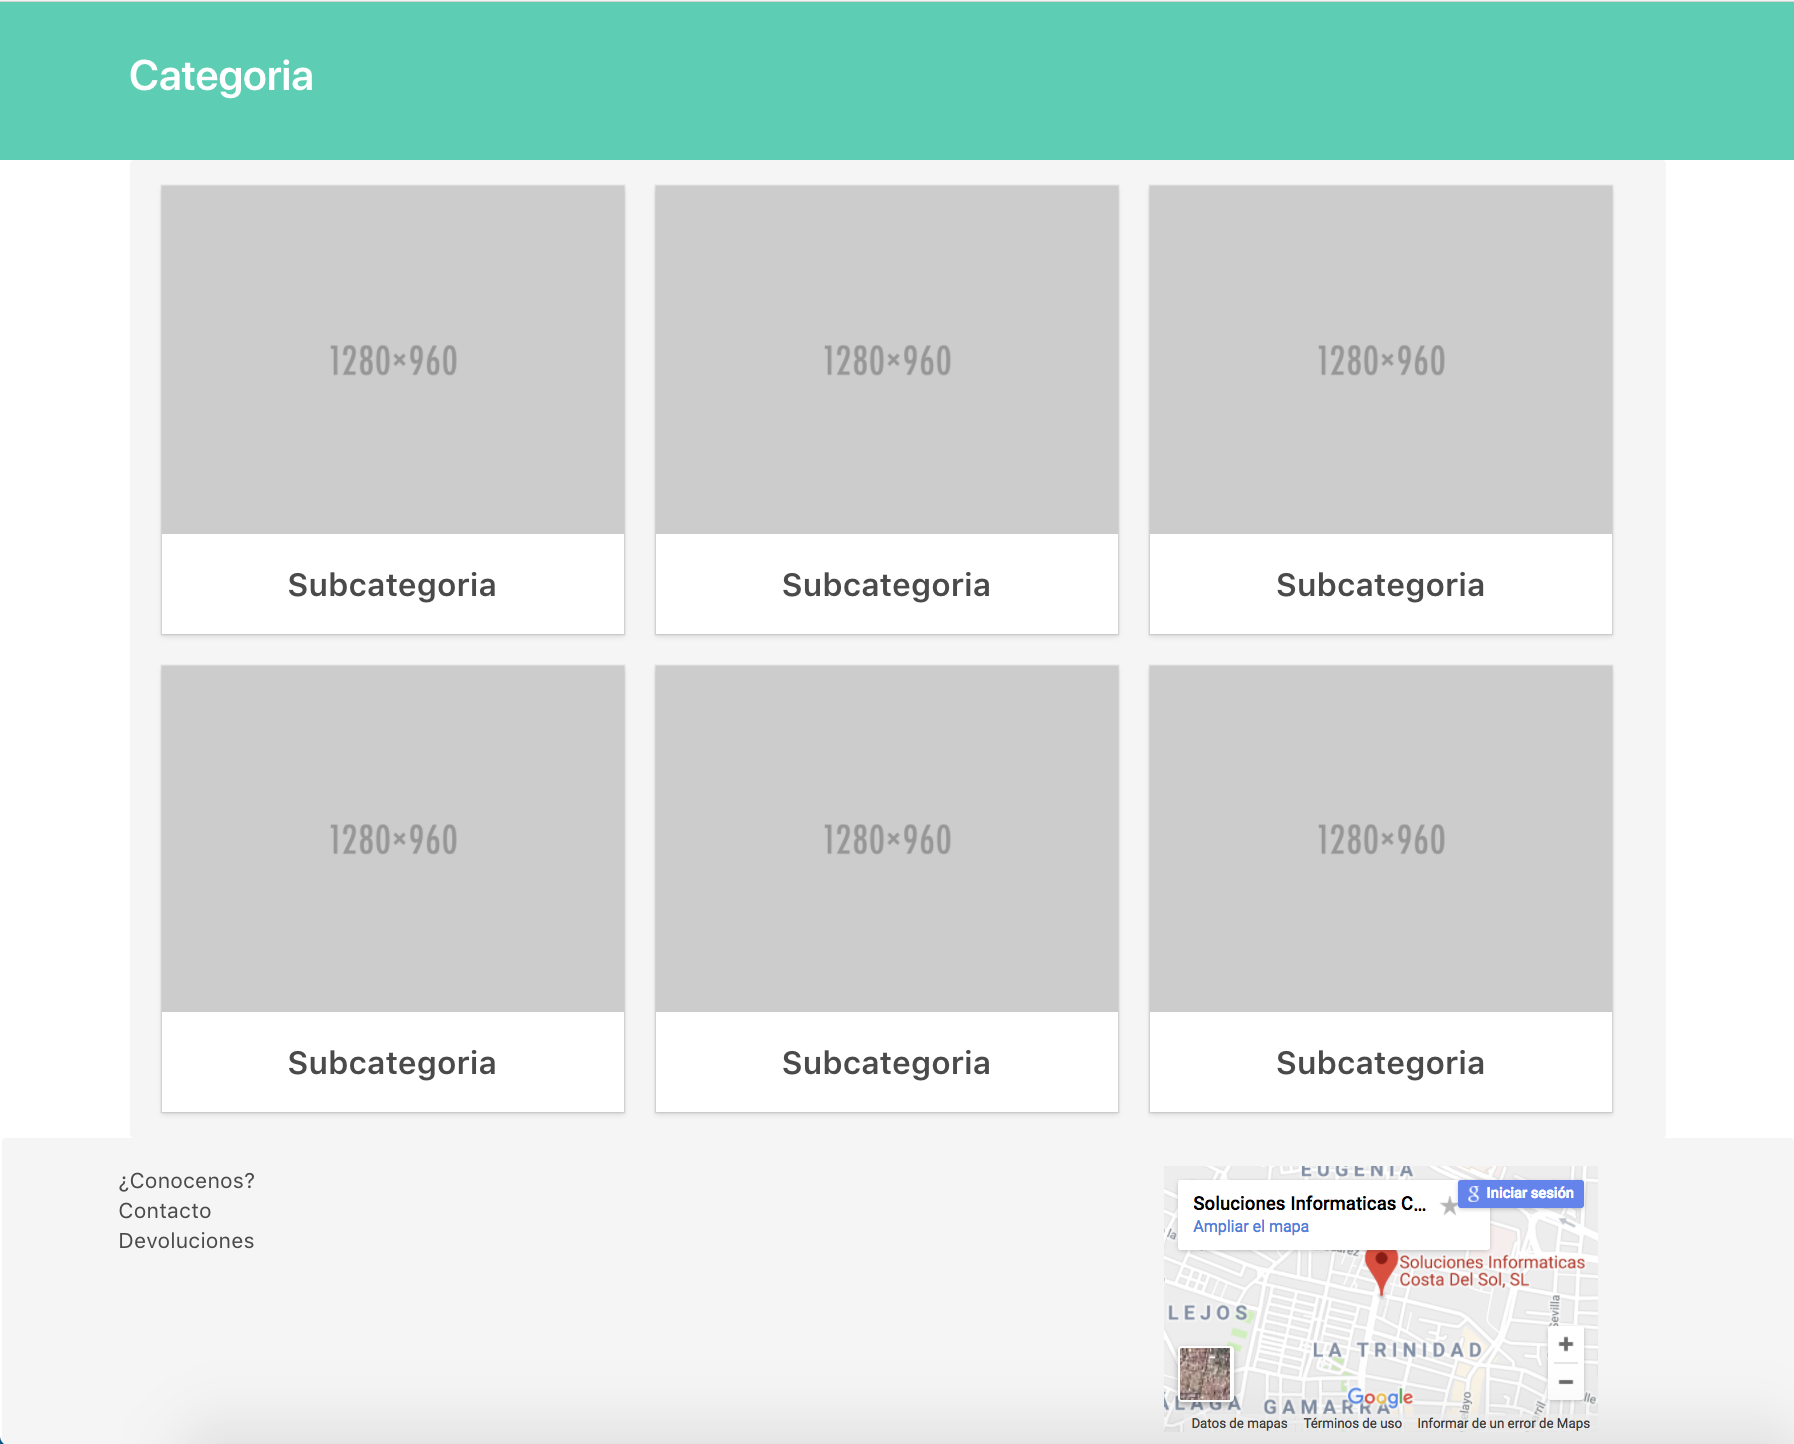 Categoria
1280×960
1280×960
1280×960
Subcategoria
Subcategoria
Subcategoria
1280×960
1280×960
1280×960
Subcategoria
Subcategoria
Subcategoria
¿Conocenos?
Contacto
Devoluciones
EUGENIA
Soluciones Informaticas C...
Ampliar el mapa
g Iniciar sesión
Soluciones Informaticas
Costa Del Sol, SL
LEJOS
Sevilla
LA TRINIDAD
GAMARRA
Google
Datos de mapas
Términos de uso
Informar de un error de Maps